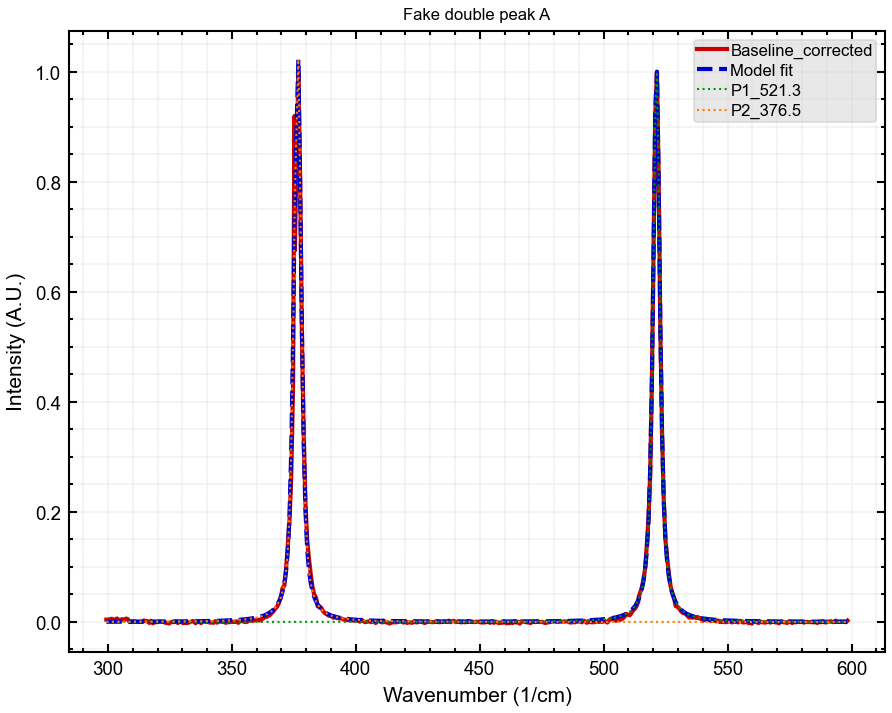 Fake double peak A
Baseline_corrected
Model fit
P1_521.3
P2_376.5
1.0
0.8
0.6
0.4
0.2
0.0
Intensity (A.U.)
300
350
400
450
500
550
600
Wavenumber (1/cm)